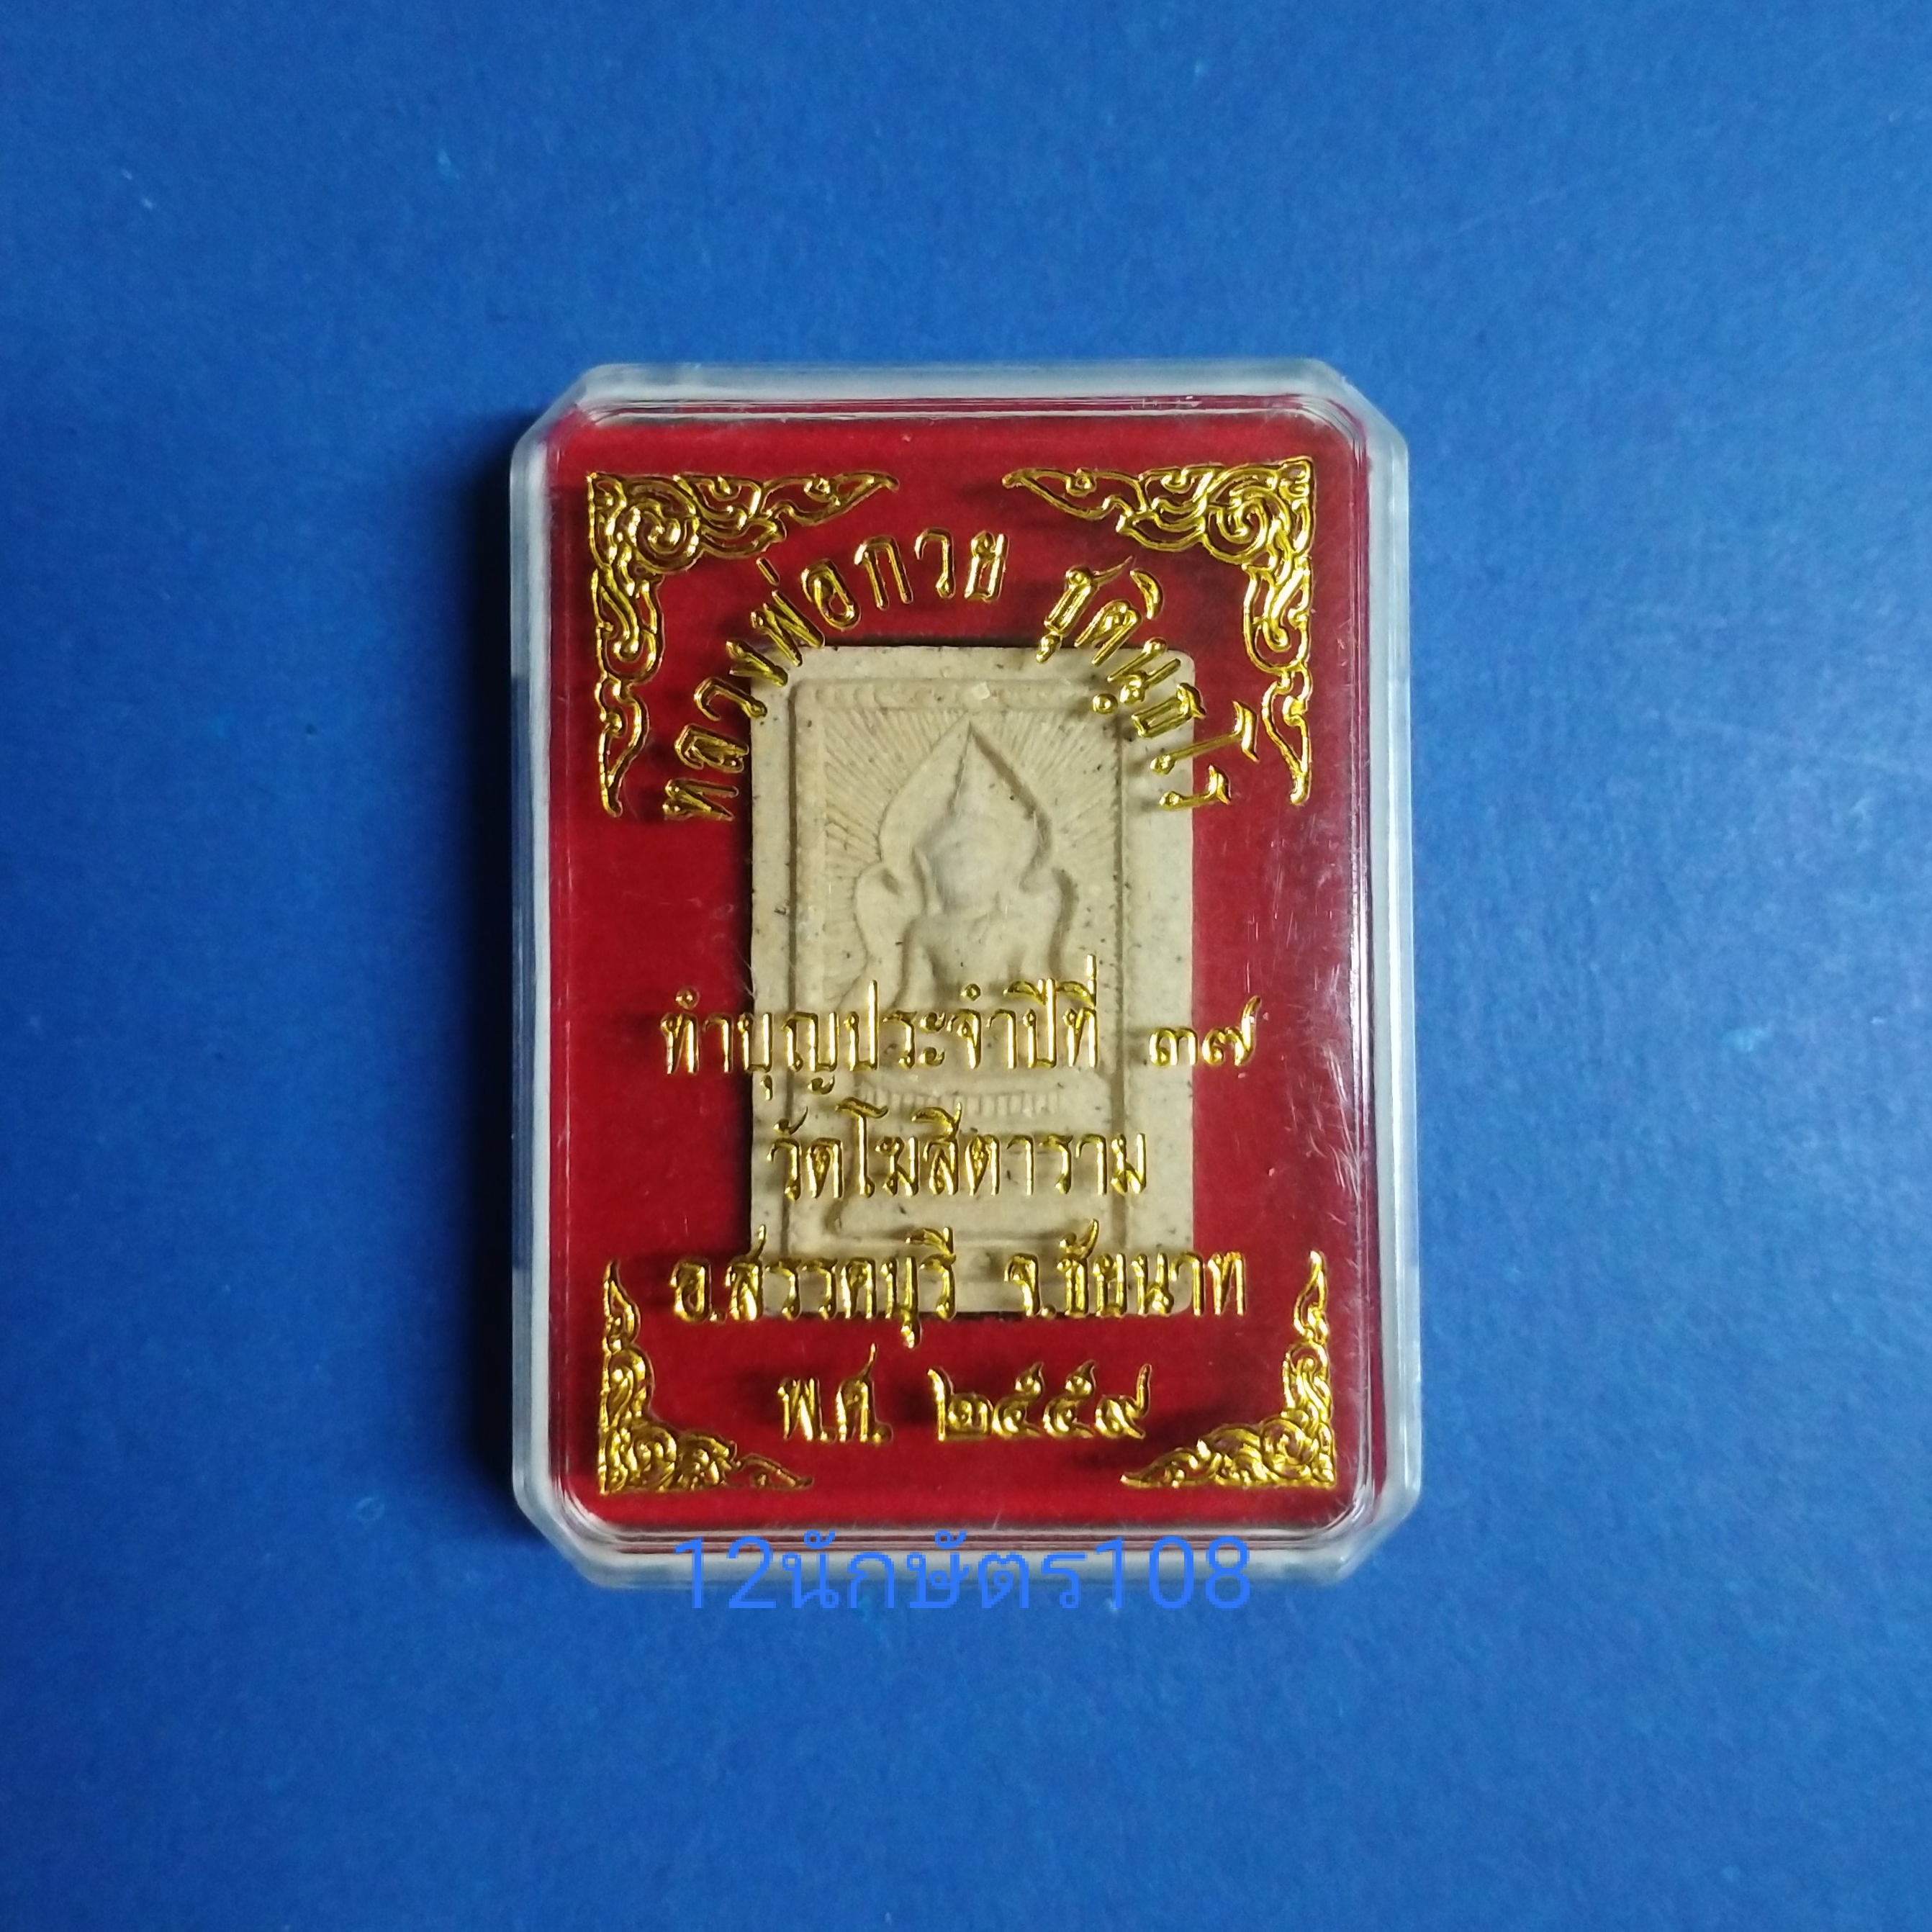 หลวงพ่อกวย ชุตินฺธโร
ทำบุญประจำปีที่ ๓๗
วัดโฆสิตาราม
อ.สรรคบุรี จ.ชัยนาท
พ.ศ. ๒๕๕๙
12นักษัตร108